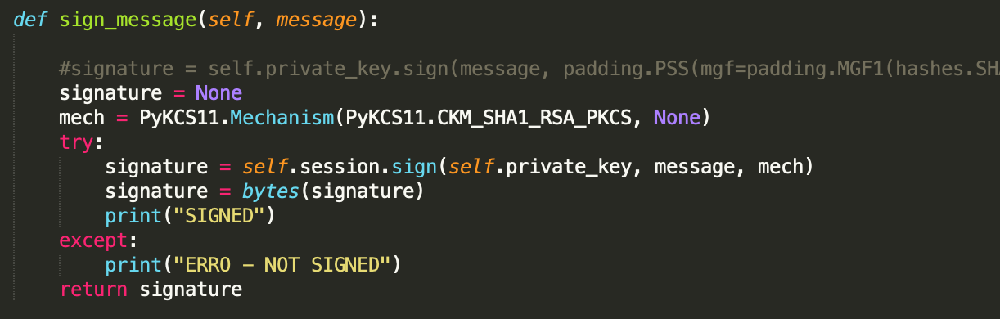 def sign_message(self, message):
#signature = self.private_key.sign(message, padding.PSS(mgf=padding.MGF1(hashes.SH
signature = None
mech = PyKCS11.Mechanism(PyKCS11.CKM_SHA1_RSA_PKCS, None)
try:
signature = self.session.sign(self.private_key, message, mech)
signature = bytes(signature)
print("SIGNED")
except:
print("ERRO - NOT SIGNED")
return signature